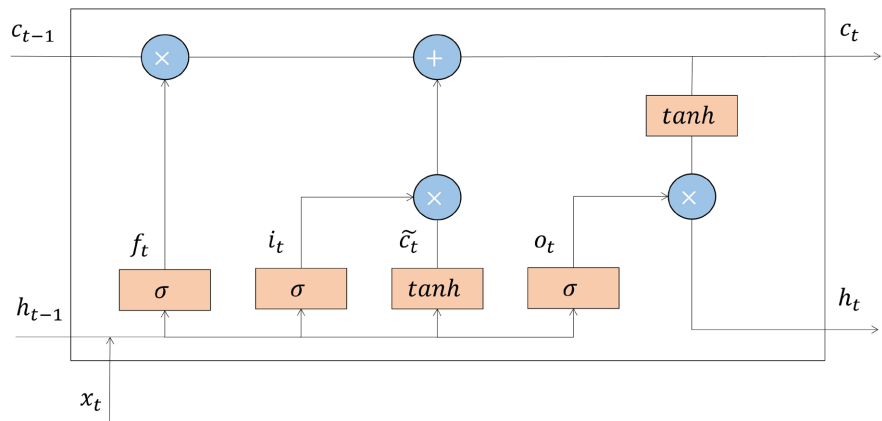 c_{t−1} c_t
× +
tanh
× ×
f_t i_t c̃_t o_t
σ σ tanh σ
h_{t−1} h_t
x_t